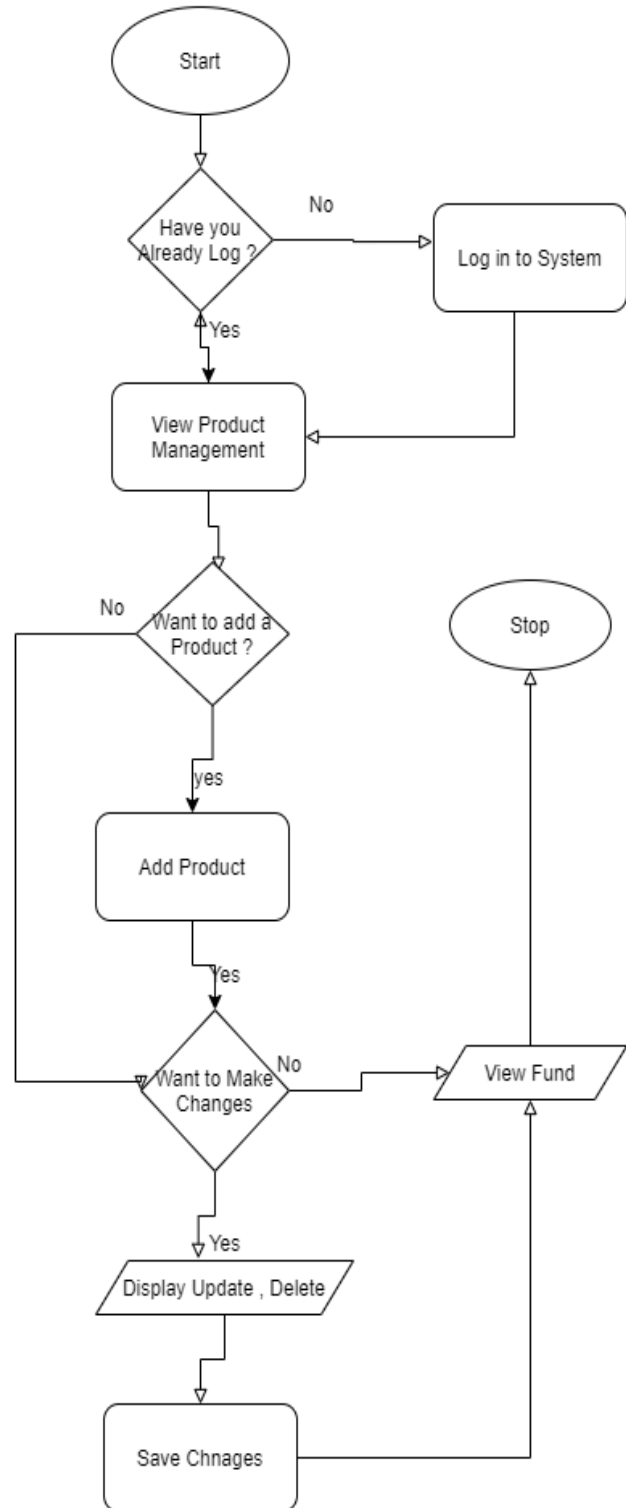 Start
Have you
Already Log ?
No
Log in to System
Yes
View Product
Management
No
Want to add a
Product ?
Stop
yes
Add Product
Yes
Want to Make
Changes
No
View Fund
Yes
Display Update , Delete
Save Chnages